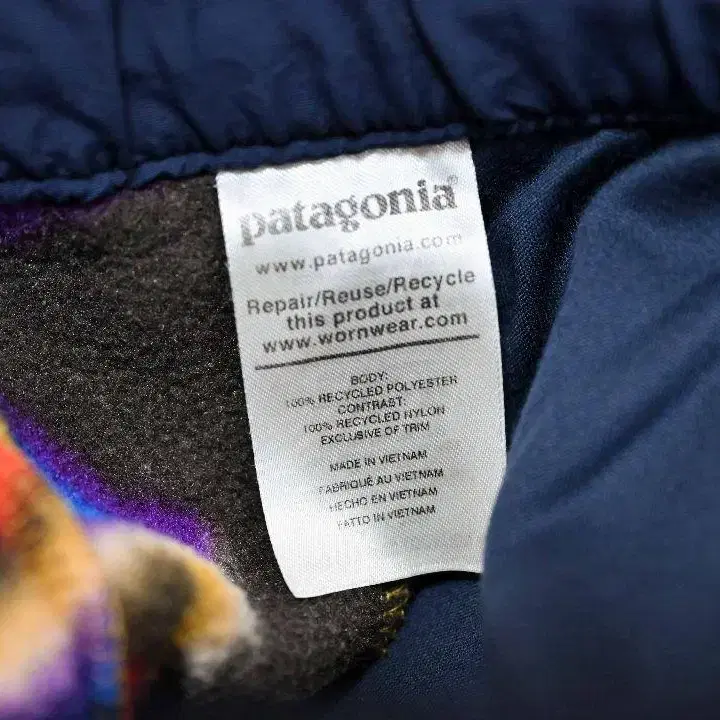 patagonia®
www.patagonia.com
Repair/Reuse/Recycle
this product at
www.wornwear.com
BODY:
100% RECYCLED POLYESTER
CONTRAST:
100% RECYCLED NYLON
EXCLUSIVE OF TRIM
MADE IN VIETNAM
FABRIQUÉ AU VIETNAM
HECHO EN VIETNAM
FATTO IN VIETNAM